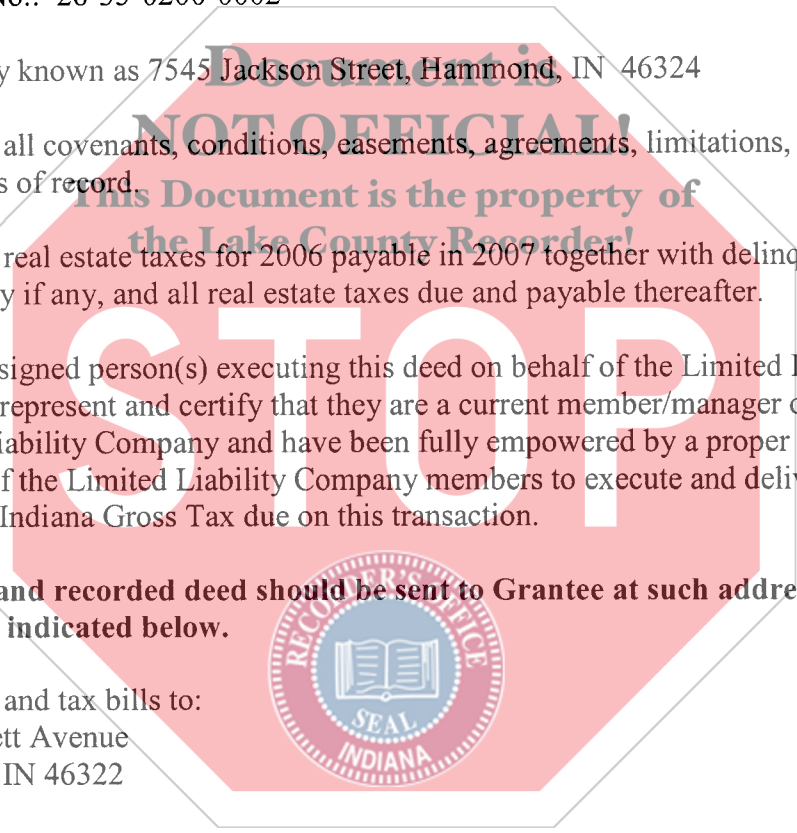 No.: 26-35-0200-0002
y known as 7545 Jackson Street, Hammond, IN 46324
all covenants, conditions, easements, agreements, limitations,
s of record.
real estate taxes for 2006 payable in 2007 together with delinq
y if any, and all real estate taxes due and payable thereafter.
signed person(s) executing this deed on behalf of the Limited
represent and certify that they are a current member/manager
iability Company and have been fully empowered by a proper
f the Limited Liability Company members to execute and deliv
Indiana Gross Tax due on this transaction.
and recorded deed should be sent to Grantee at such addre
indicated below.
and tax bills to:
ett Avenue
IN 46322
Document is
NOT OFFICIAL!
This Document is the property of
the Lake County Recorder!
STOP
RECORDER'S OFFICE
SEAL
INDIANA